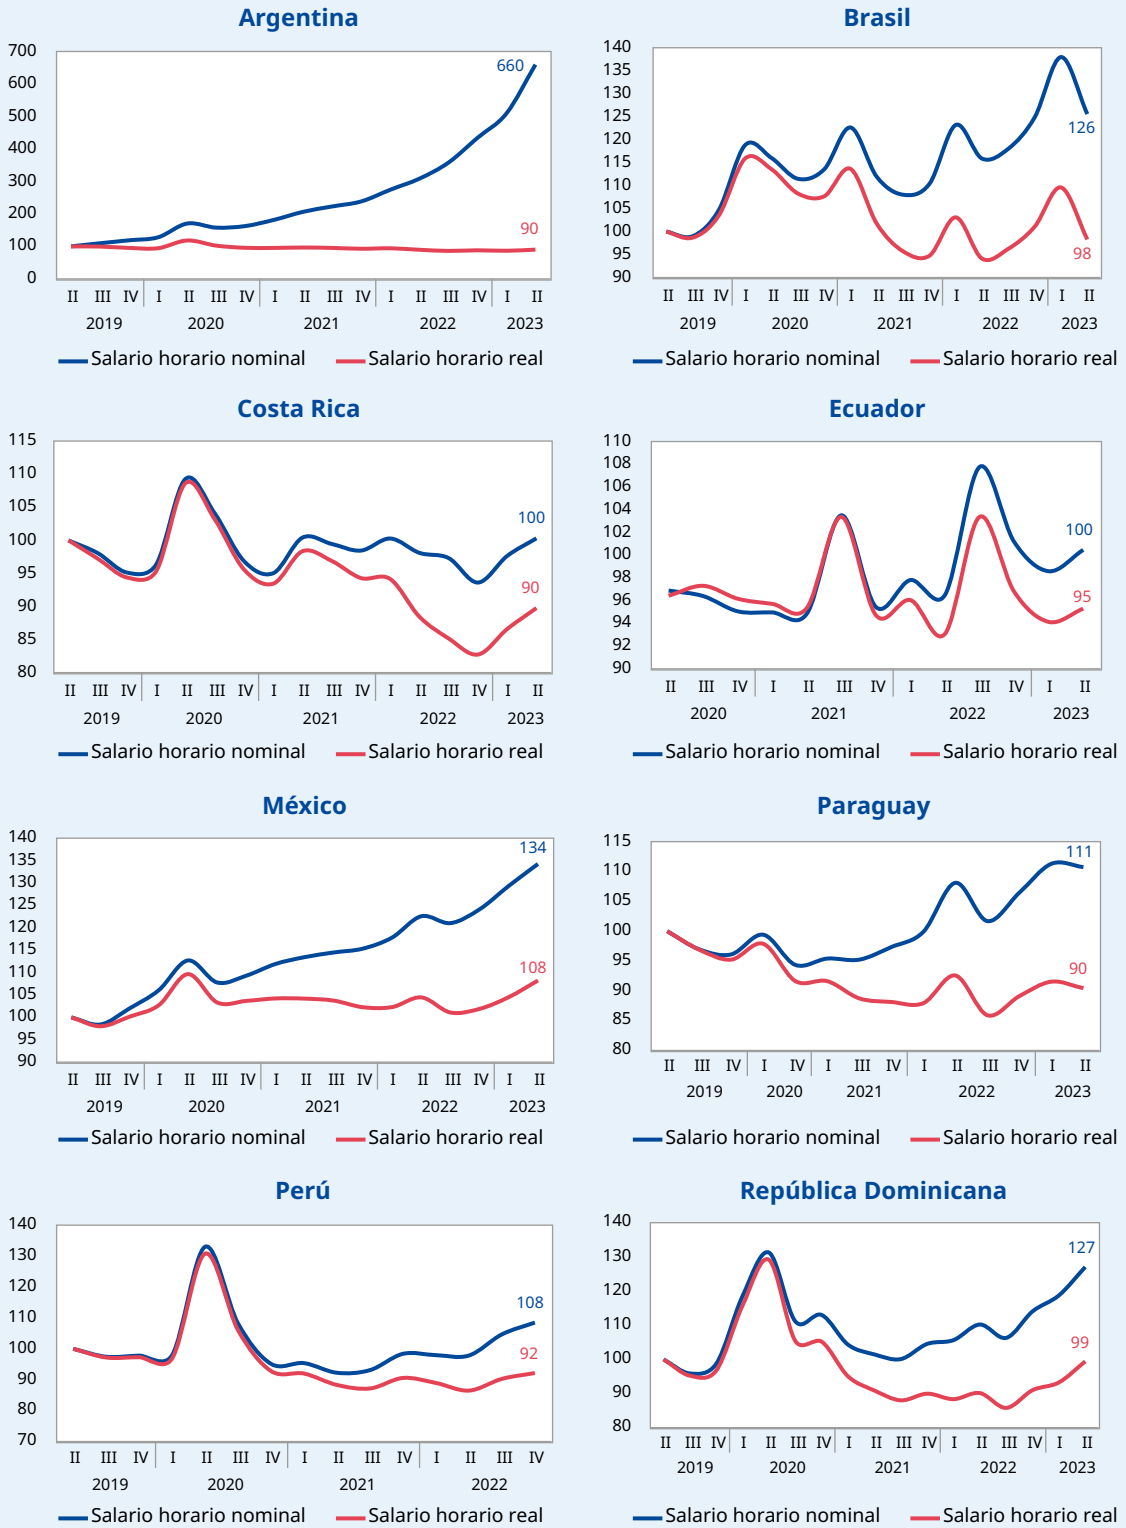 Argentina
700
600
500
400
300
200
100
0
660
90
II III IV I II III IV I II III IV I II III IV I II
2019 2020 2021 2022 2023
Salario horario nominal Salario horario real
Brasil
140
135
130
125
120
115
110
105
100
95
90
126
98
II III IV I II III IV I II III IV I II III IV I II
2019 2020 2021 2022 2023
Salario horario nominal Salario horario real
Costa Rica
115
110
105
100
95
90
85
80
100
90
II III IV I II III IV I II III IV I II III IV I II
2019 2020 2021 2022 2023
Salario horario nominal Salario horario real
Ecuador
110
108
106
104
102
100
98
96
94
92
90
100
95
II III IV I II III IV I II III IV I II
2020 2021 2022 2023
Salario horario nominal Salario horario real
México
140
135
130
125
120
115
110
105
100
95
90
134
108
II III IV I II III IV I II III IV I II III IV I II
2019 2020 2021 2022 2023
Salario horario nominal Salario horario real
Paraguay
115
110
105
100
95
90
85
80
111
90
II III IV I IV I III IV I II III IV I II
2019 2020 2021 2022 2023
Salario horario nominal Salario horario real
Perú
140
130
120
110
100
90
80
70
108
92
II III IV I II III IV I II III IV I II III IV
2019 2020 2021 2022
Salario horario nominal Salario horario real
República Dominicana
140
130
120
110
100
90
80
127
99
II III IV I II III IV I II III IV I II III IV I II
2019 2020 2021 2022 2023
Salario horario nominal Salario horario real